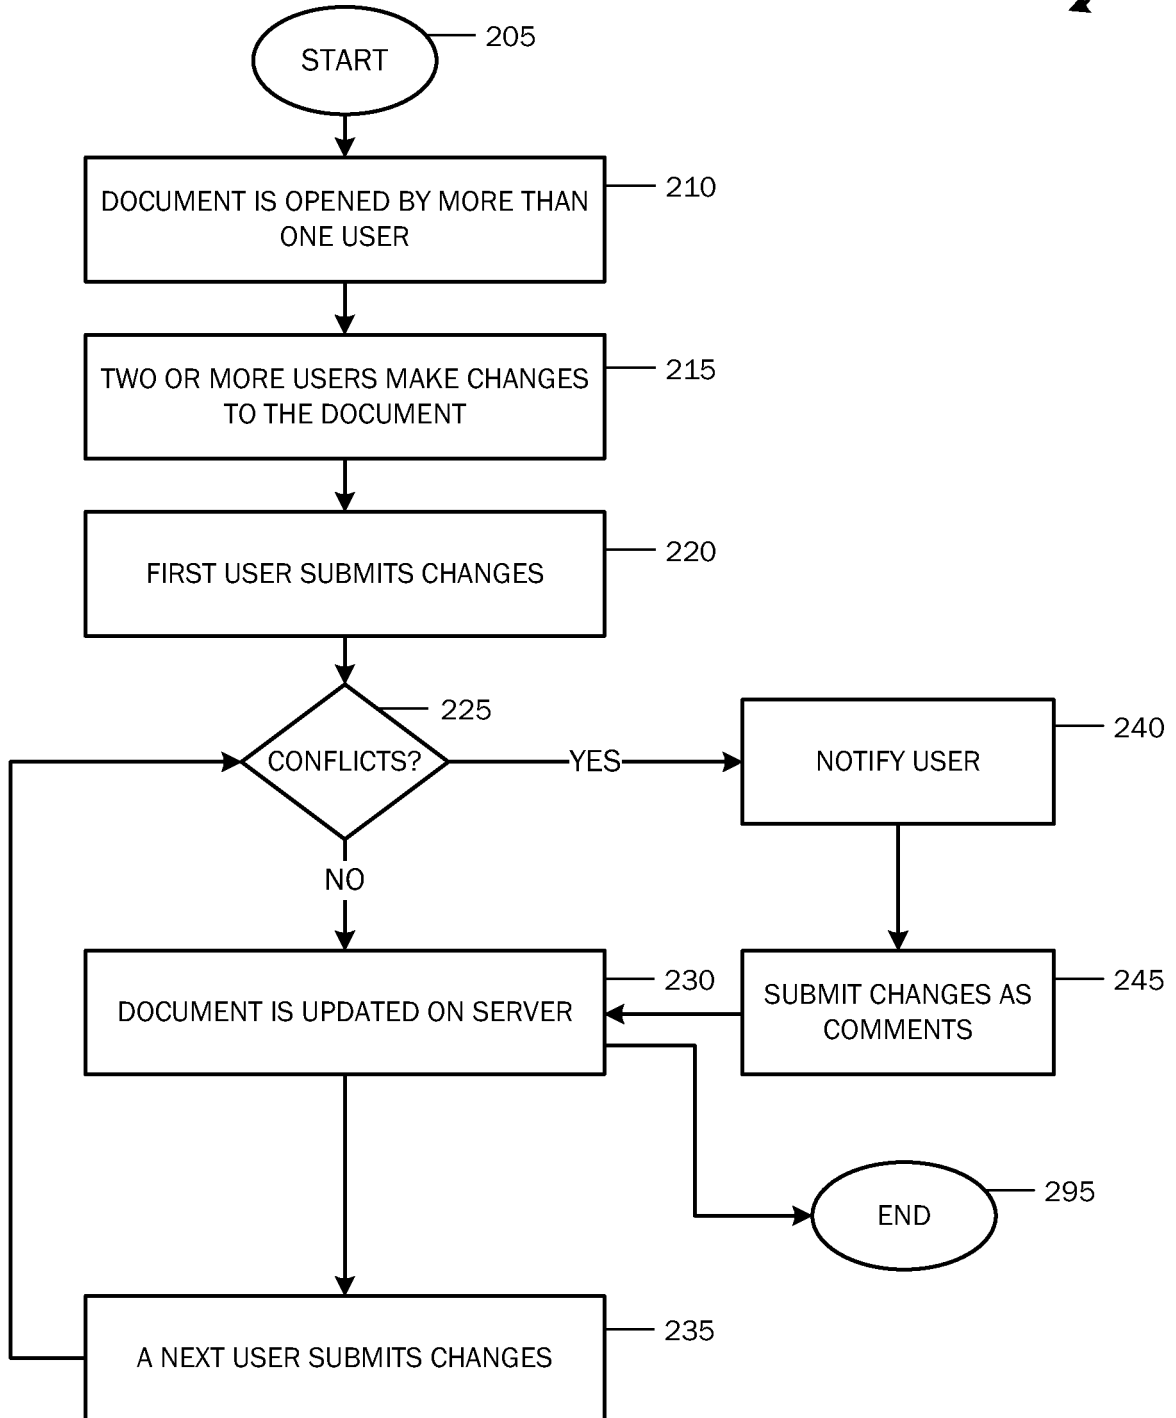 START
205
DOCUMENT IS OPENED BY MORE THAN
ONE USER
210
TWO OR MORE USERS MAKE CHANGES
TO THE DOCUMENT
215
FIRST USER SUBMITS CHANGES
220
CONFLICTS?
225
YES
NOTIFY USER
240
NO
DOCUMENT IS UPDATED ON SERVER
230
SUBMIT CHANGES AS
COMMENTS
245
END
295
A NEXT USER SUBMITS CHANGES
235